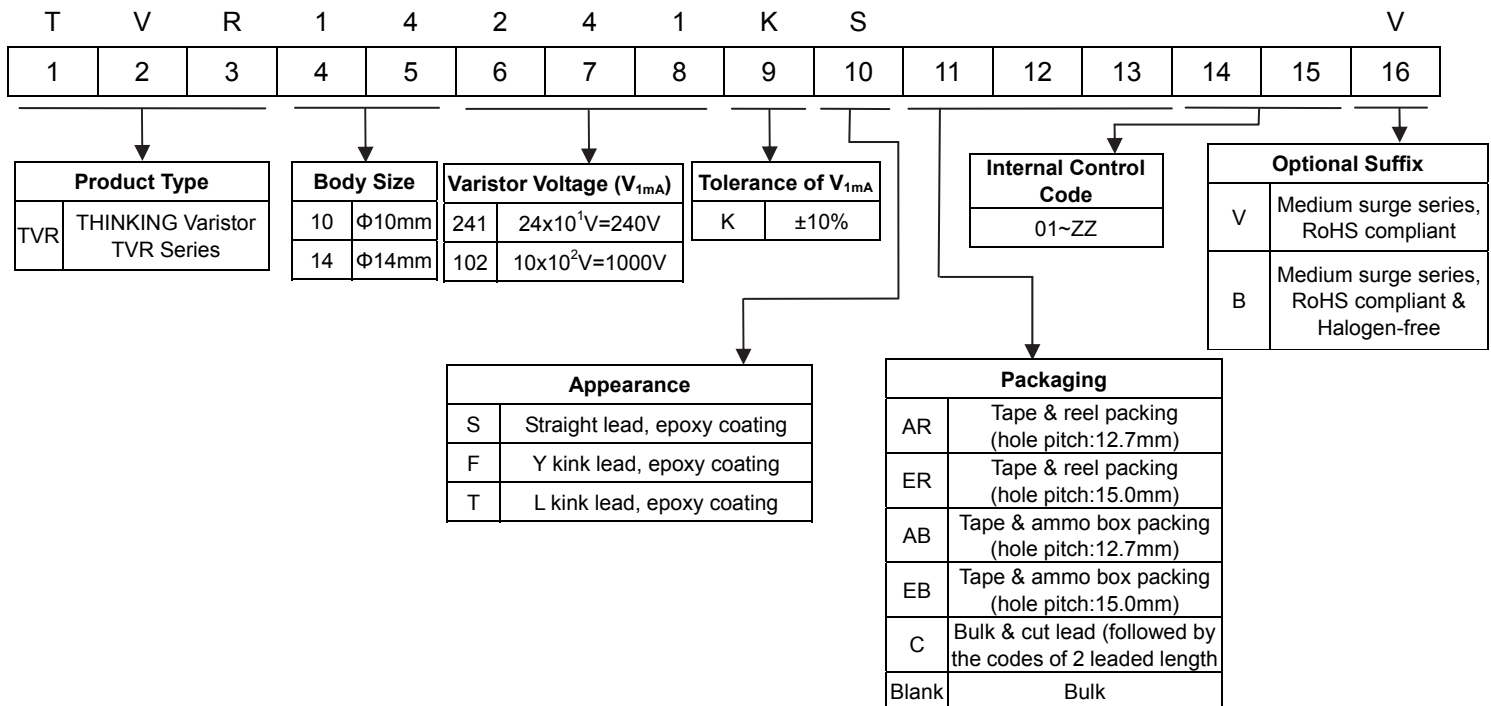 T V R 1 4 2 4 1 K S V
1 2 3 4 5 6 7 8 9 10 11 12 13 14 15 16
Product Type
TVR THINKING Varistor
TVR Series
Body Size
10 Φ10mm
14 Φ14mm
Varistor Voltage (V1mA)
241 24x10¹V=240V
102 10x10²V=1000V
Tolerance of V1mA
K ±10%
Internal Control
Code
01~ZZ
Optional Suffix
V Medium surge series,
RoHS compliant
B Medium surge series,
RoHS compliant &
Halogen-free
Appearance
S Straight lead, epoxy coating
F Y kink lead, epoxy coating
T L kink lead, epoxy coating
Packaging
AR Tape & reel packing
(hole pitch:12.7mm)
ER Tape & reel packing
(hole pitch:15.0mm)
AB Tape & ammo box packing
(hole pitch:12.7mm)
EB Tape & ammo box packing
(hole pitch:15.0mm)
C Bulk & cut lead (followed by
the codes of 2 leaded length
Blank Bulk